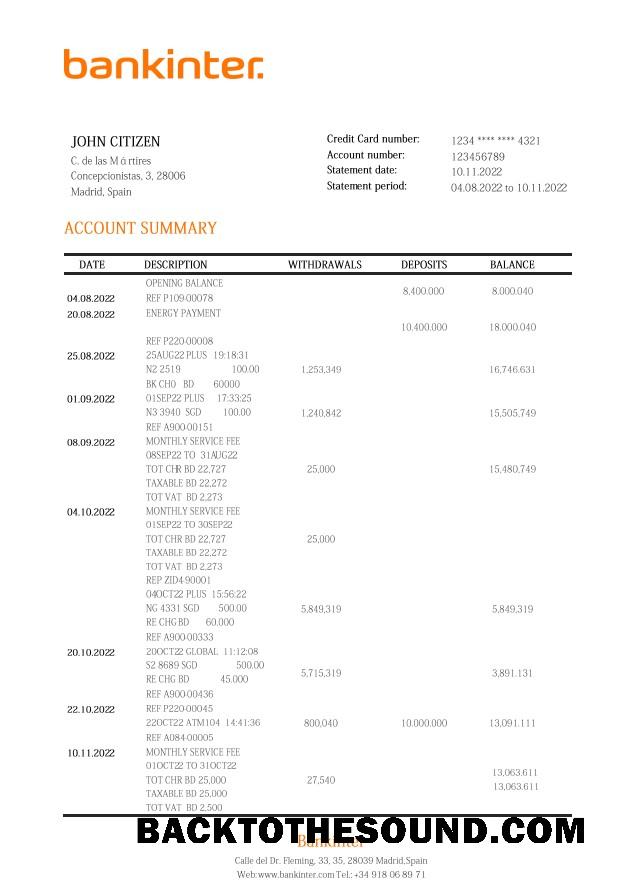 bankinter.
JOHN CITIZEN
C. de las M á rtires
Concepcionistas, 3, 28006
Madrid, Spain
Credit Card number: 1234 **** **** 4321
Account number: 123456789
Statement date: 10.11.2022
Statement period: 04.08.2022 to 10.11.2022
ACCOUNT SUMMARY
DATE DESCRIPTION WITHDRAWALS DEPOSITS BALANCE
OPENING BALANCE
8.400.000 8.000.040
04.08.2022 REF P109-00078
20.08.2022 ENERGY PAYMENT
10.400.000 18.000.040
REF P220-00008
25.08.2022 25AUG22 PLUS 19:18:31
N2 2519 100.00 1,253,349 16,746.631
BK CH0 BD 60000
01.09.2022 01SEP22 PLUS 17:33:25
N3 3940 SGD 100.00 1,240,842 15,505,749
REF A900-00151
08.09.2022 MONTHLY SERVICE FEE
08SEP22 TO 31AUG22
TOT CHR BD 22,727 25,000 15,480,749
TAXABLE BD 22,272
TOT VAT BD 2,273
04.10.2022 MONTHLY SERVICE FEE
01SEP22 TO 30SEP22
TOT CHR BD 22,727 25,000
TAXABLE BD 22,272
TOT VAT BD 2,273
REP ZID4-90001
04OCT22 PLUS 15:56:22
NG 4331 SGD 500.00 5,849,319 5,849,319
RE CHG BD 60.000
REF A900-00333
20.10.2022 20OCT22 GLOBAL 11:12:08
S2 8689 SGD 500.00
5,715,319 3,891.131
RE CHG BD 45.000
REF A900-00436
22.10.2022 REF P220-00045
22OCT22 ATM104 14:41:36 800,040 10.000.000 13,091.111
REF A084-00005
10.11.2022 MONTHLY SERVICE FEE
01OCT22 TO 31OCT22
13,063.611
TOT CHR BD 25,000 27,540
13,063.611
TAXABLE BD 25,000
TOT VAT BD 2,500
BACKTOTHESOUND.COM
Bankinter
Calle del Dr. Fleming, 33, 35, 28039 Madrid,Spain
Web:www.bankinter.com Tel.: +34 918 06 89 71